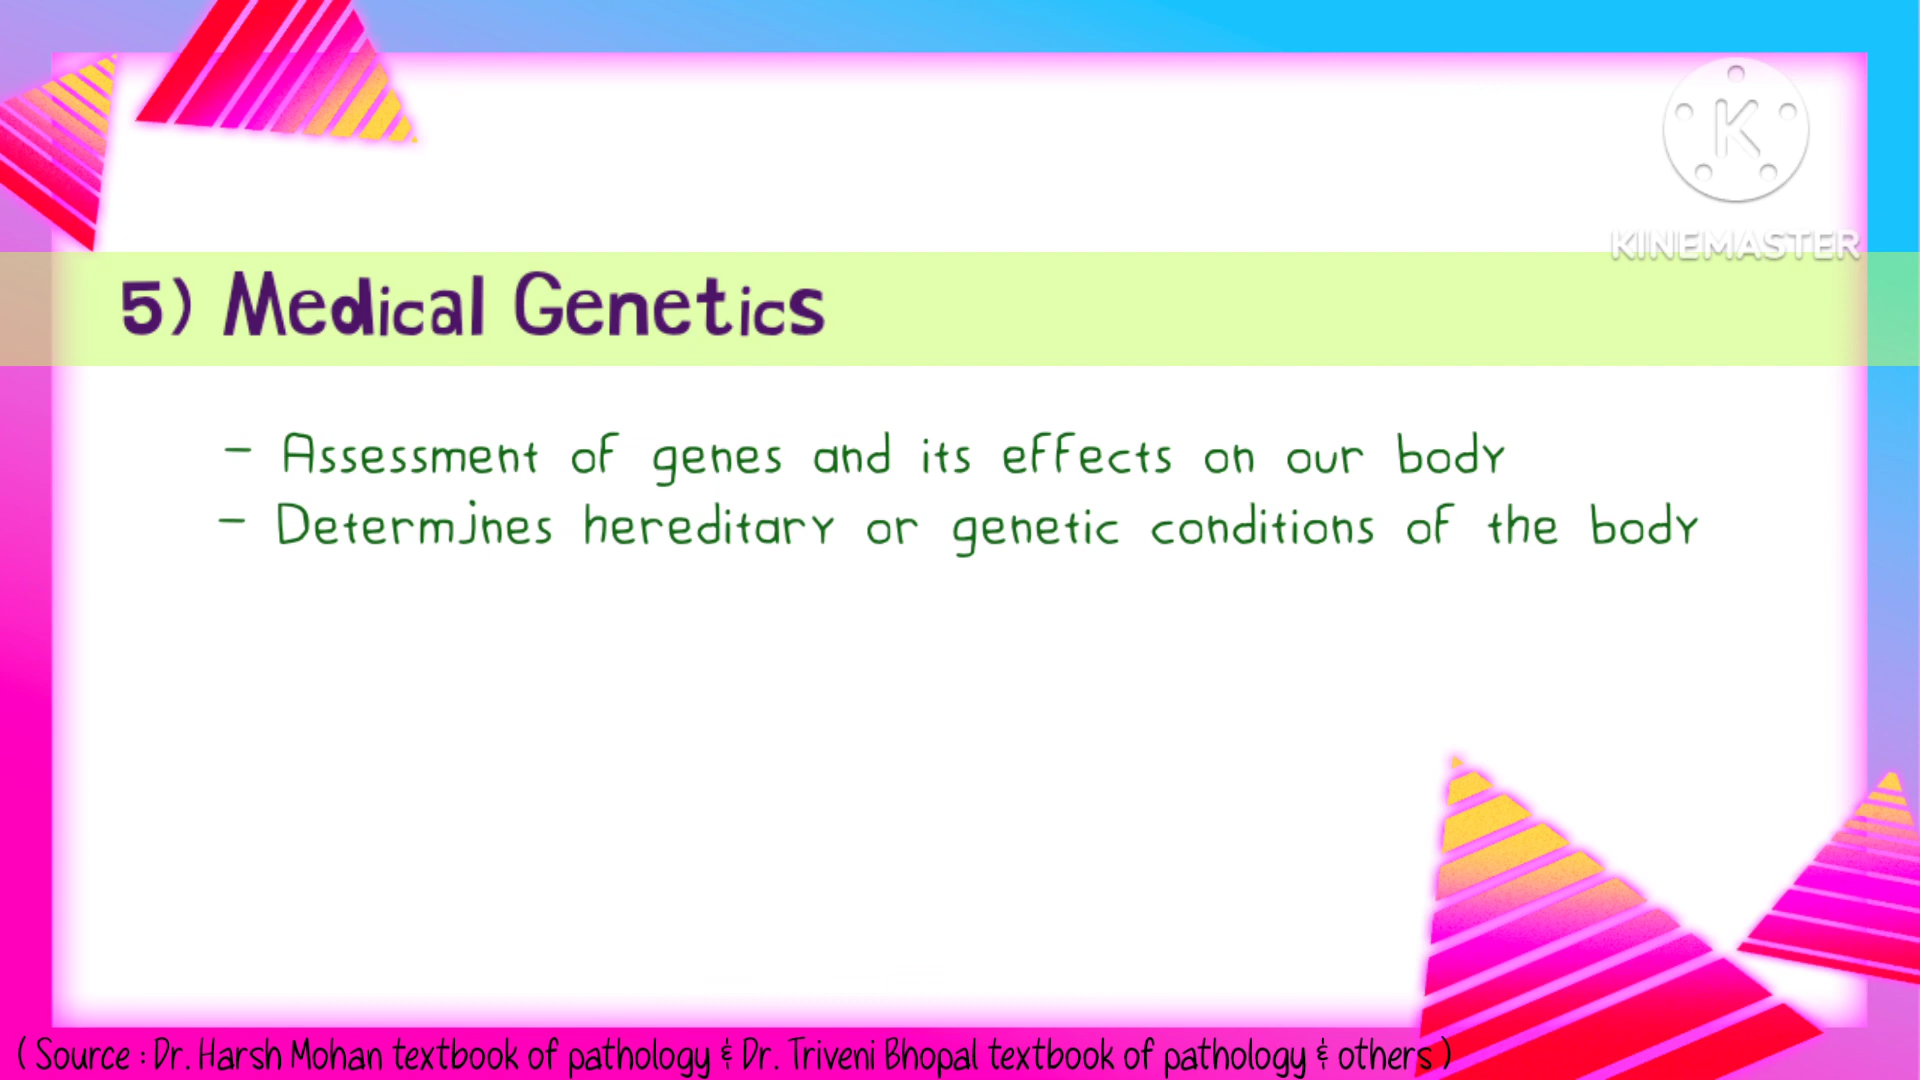 K
KINEMASTER
5) Medical Genetics
- Assessment of genes and its effects on our body
- Determjnes hereditary or genetic conditions of the body
( Source : Dr. Harsh Mohan textbook of pathology & Dr. Triveni Bhopal textbook of pathology & others )